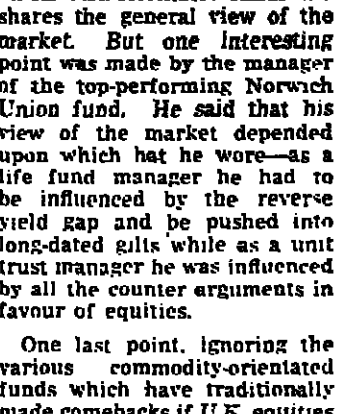 shares the general view of the
market. But one interesting
point was made by the manager
of the top-performing Norwich
Union fund. He said that his
view of the market depended
upon which hat he wore—as a
life fund manager he had to
be influenced by the reverse
yield gap and be pushed into
long-dated gilts while as a unit
trust manager he was influenced
by all the counter arguments in
favour of equities.
One last point, ignoring the
various commodity-orientated
funds which have traditionally
made comebacks if U.K. equities